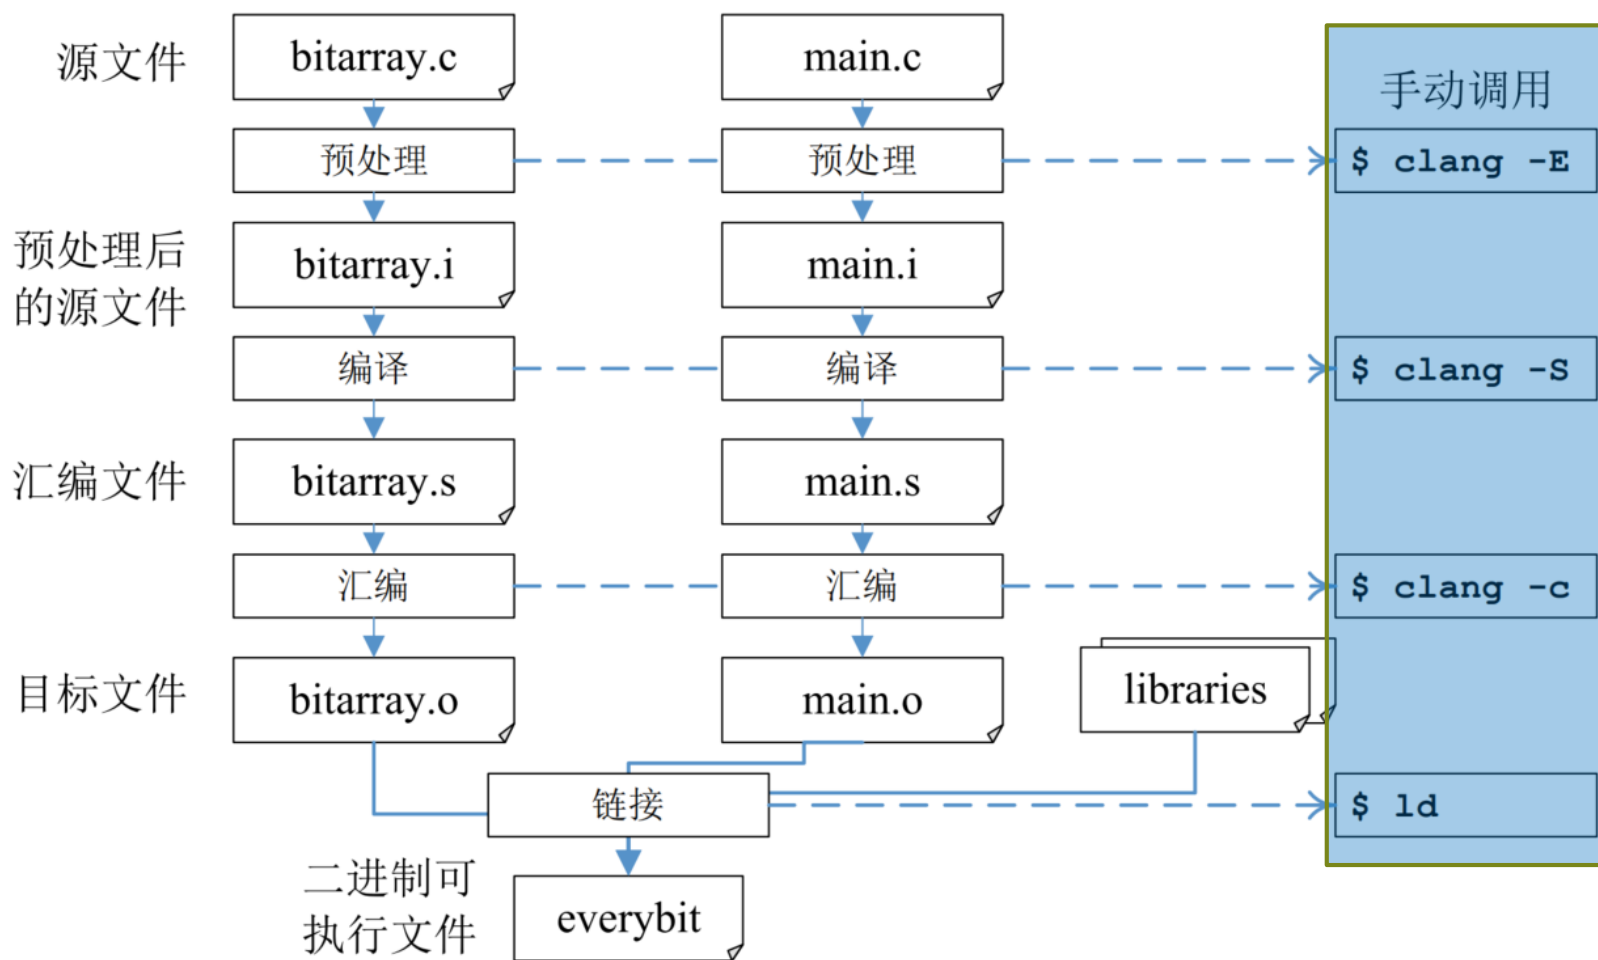 源文件
bitarray.c
main.c
手动调用
预处理
预处理
$ clang -E
预处理后
的源文件
bitarray.i
main.i
编译
编译
$ clang -S
汇编文件
bitarray.s
main.s
汇编
汇编
$ clang -c
目标文件
bitarray.o
main.o
libraries
链接
$ ld
二进制可
执行文件
everybit